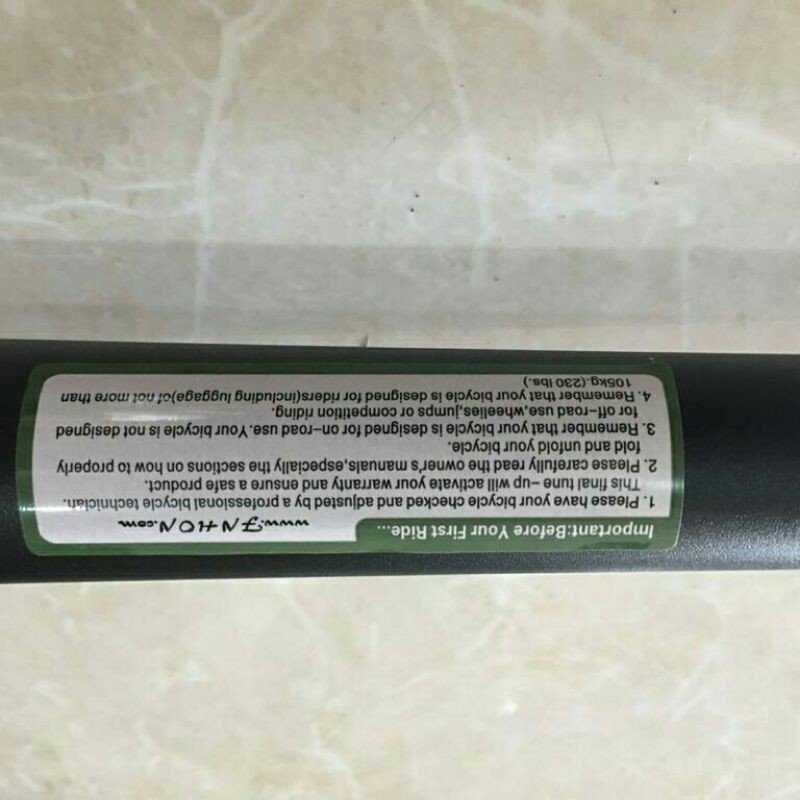 Important:Before Your First Ride...
www.FNHON.com
1. Please have your bicycle checked and adjusted by a professional bicycle technician.
This final tune -up will activate your warranty and ensure a safe product.
2. Please carefully read the owner's manuals,especially the sections on how to properly
fold and unfold your bicycle.
3. Remember that your bicycle is designed for on-road use.Your bicycle is not designed
for off-road use,wheelies,jumps or competition riding.
4. Remember that your bicycle is designed for riders(including luggage)of not more than
105kg.(230 lbs.)